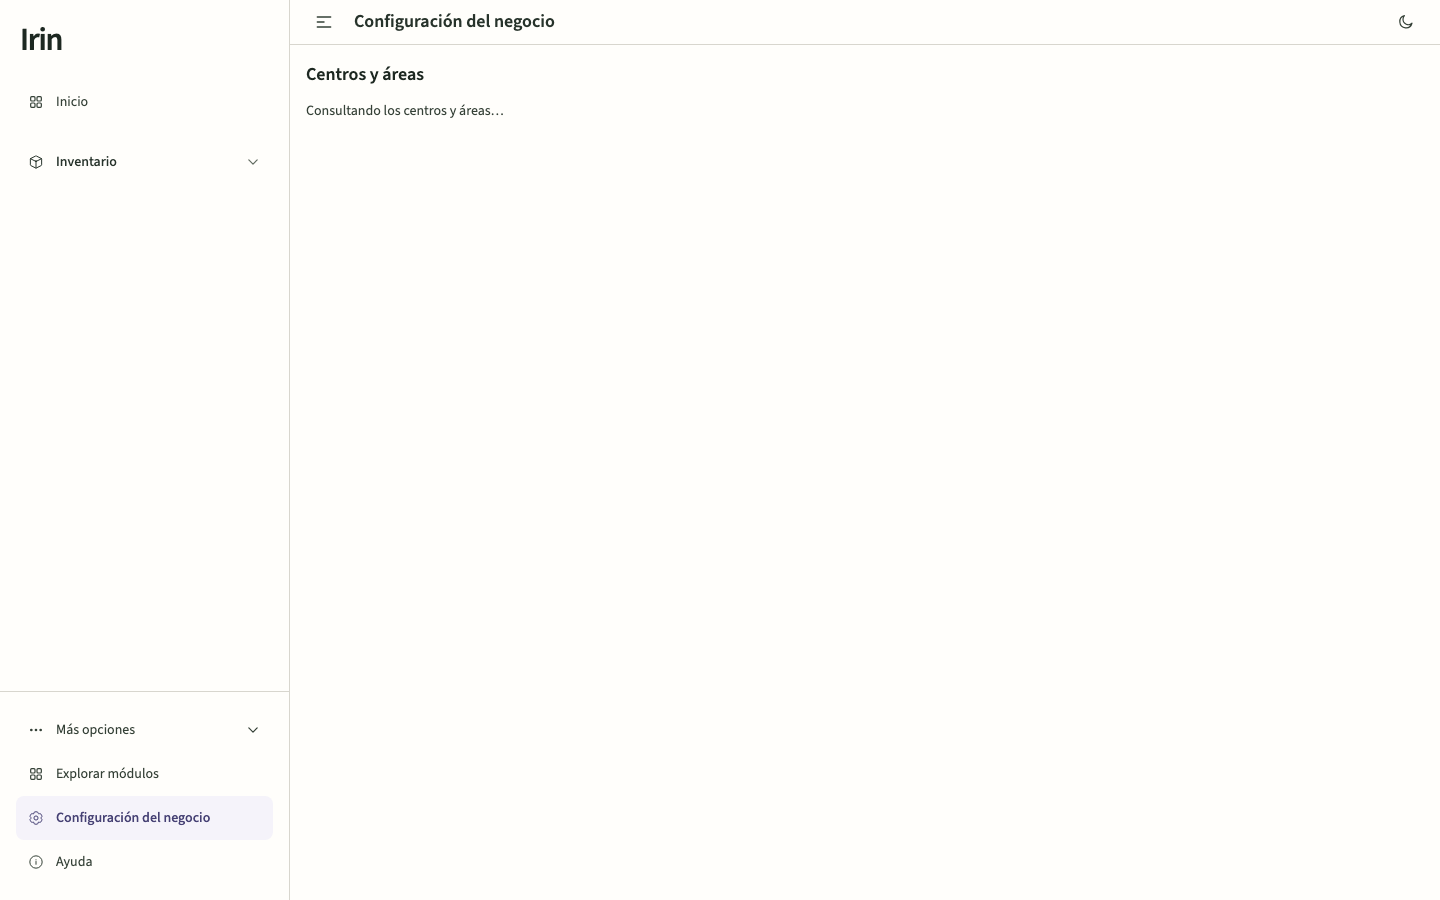 Irin
Inicio
Inventario
Más opciones
Explorar módulos
Configuración del negocio
Ayuda
Configuración del negocio
Centros y áreas
Consultando los centros y áreas…